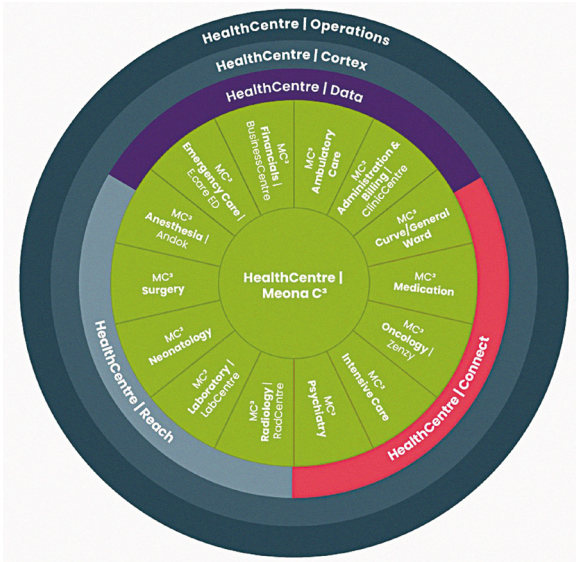 HealthCentre | Operations
HealthCentre | Cortex
HealthCentre | Data
MC³
Financials |
BusinessCentre
MC³
Ambulatory
Care
MC³
Administration &
Billing |
ClinicCentre
MC³
Curve/General
Ward
MC³
Medication
MC³
Oncology |
Zenzy
MC³
Intensive Care
MC³
Psychiatry
MC³
Radiology |
RadCentre
MC³
Laboratory |
LabCentre
MC³
Neonatology
MC³
Surgery
MC³
Anesthesia |
Andok
MC³
Emergency Care |
E.care ED
HealthCentre |
Meona C³
HealthCentre | Connect
HealthCentre | Reach